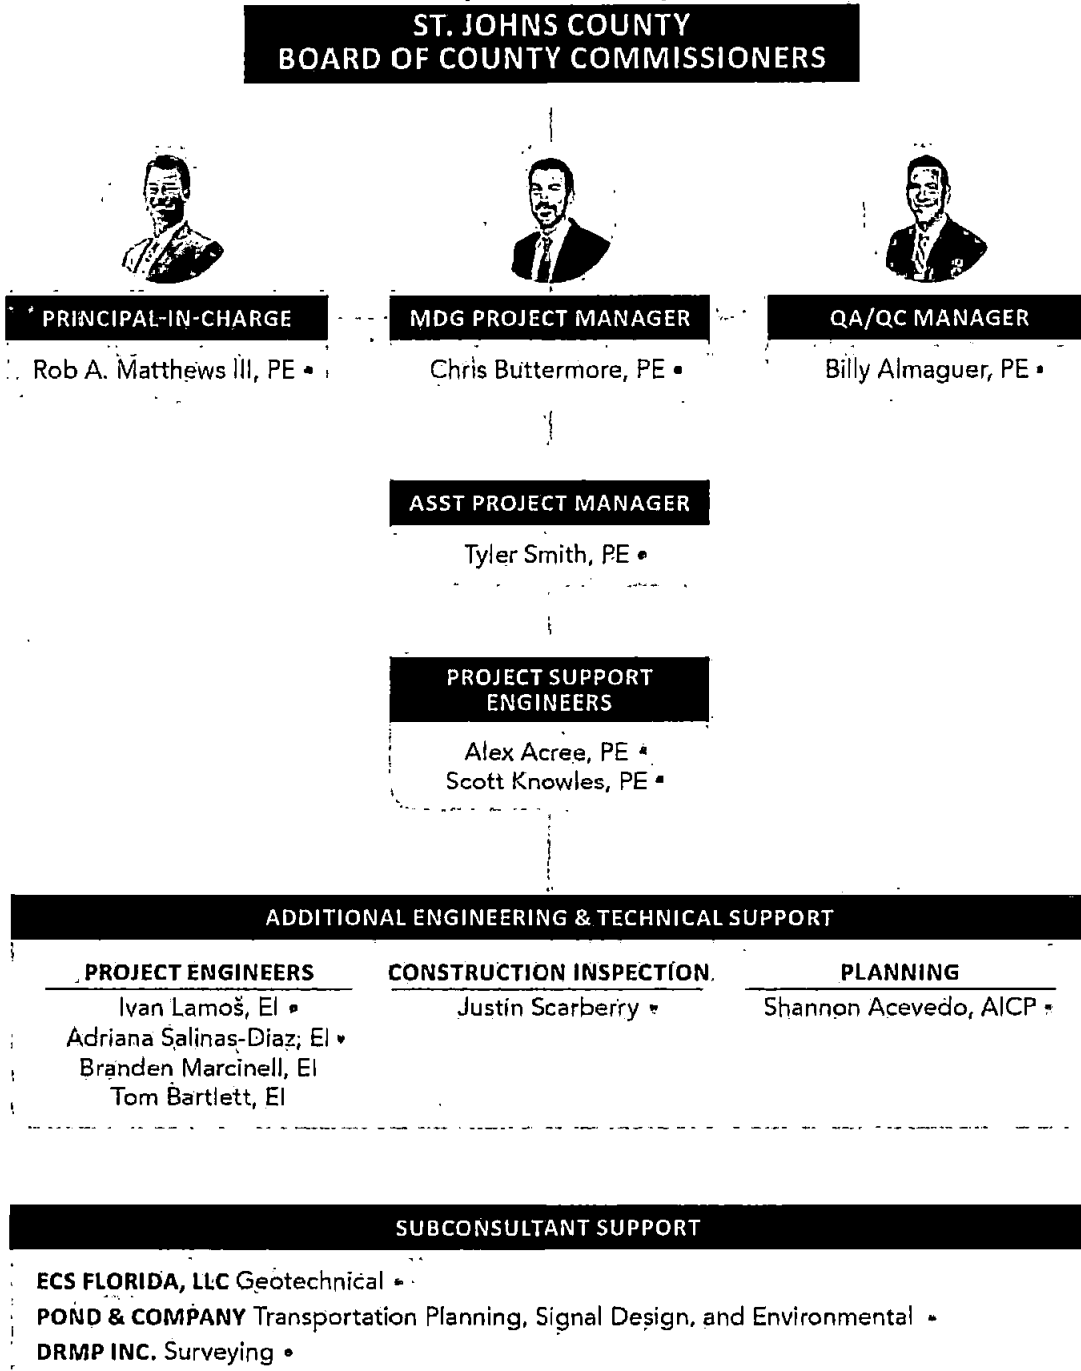 ST. JOHNS COUNTY
BOARD OF COUNTY COMMISSIONERS
PRINCIPAL-IN-CHARGE
Rob A. Matthews III, PE •
MDG PROJECT MANAGER
Chris Buttermore, PE •
QA/QC MANAGER
Billy Almaguer, PE •
ASST PROJECT MANAGER
Tyler Smith, PE •
PROJECT SUPPORT
ENGINEERS
Alex Acree, PE •
Scott Knowles, PE •
ADDITIONAL ENGINEERING & TECHNICAL SUPPORT
PROJECT ENGINEERS
Ivan Lamoš, EI •
Adriana Salinas-Diaz, EI •
Branden Marcinell, EI
Tom Bartlett, EI
CONSTRUCTION INSPECTION
Justin Scarberry •
PLANNING
Shannon Acevedo, AICP •
SUBCONSULTANT SUPPORT
ECS FLORIDA, LLC Geotechnical •
POND & COMPANY Transportation Planning, Signal Design, and Environmental •
DRMP INC. Surveying •